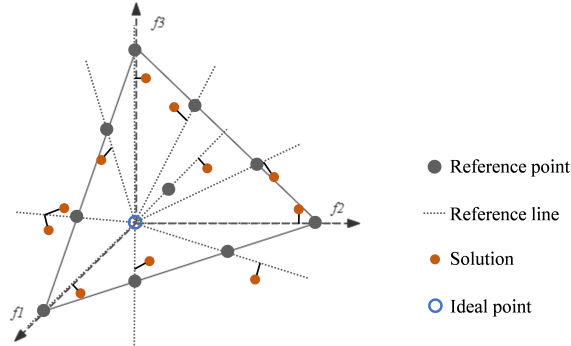 f3
f2
f1
Reference point
Reference line
Solution
Ideal point